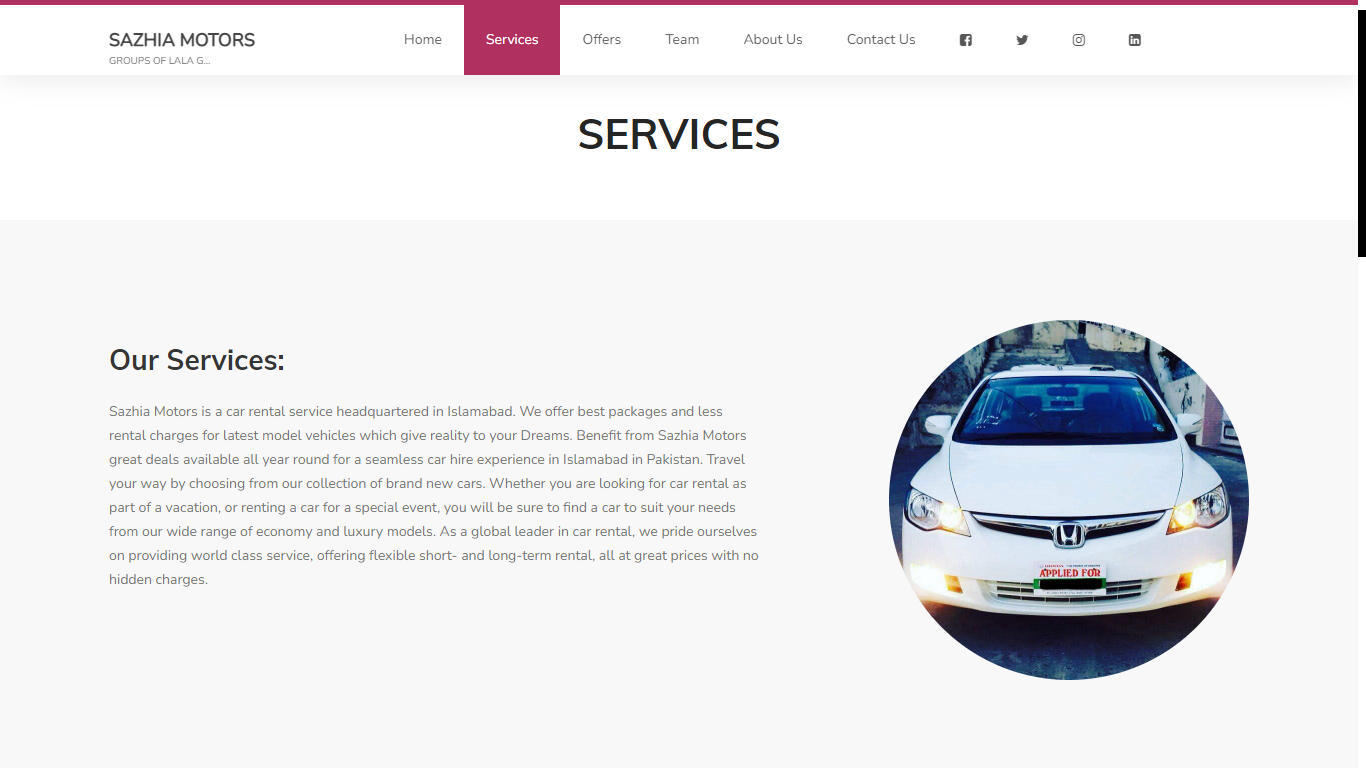 SAZHIA MOTORS
GROUPS OF LALA G...
Home
Services
Offers
Team
About Us
Contact Us
SERVICES
Our Services:
Sazhia Motors is a car rental service headquartered in Islamabad. We offer best packages and less
rental charges for latest model vehicles which give reality to your Dreams. Benefit from Sazhia Motors
great deals available all year round for a seamless car hire experience in Islamabad in Pakistan. Travel
your way by choosing from our collection of brand new cars. Whether you are looking for car rental as
part of a vacation, or renting a car for a special event, you will be sure to find a car to suit your needs
from our wide range of economy and luxury models. As a global leader in car rental, we pride ourselves
on providing world class service, offering flexible short- and long-term rental, all at great prices with no
hidden charges.
APPLIED FOR